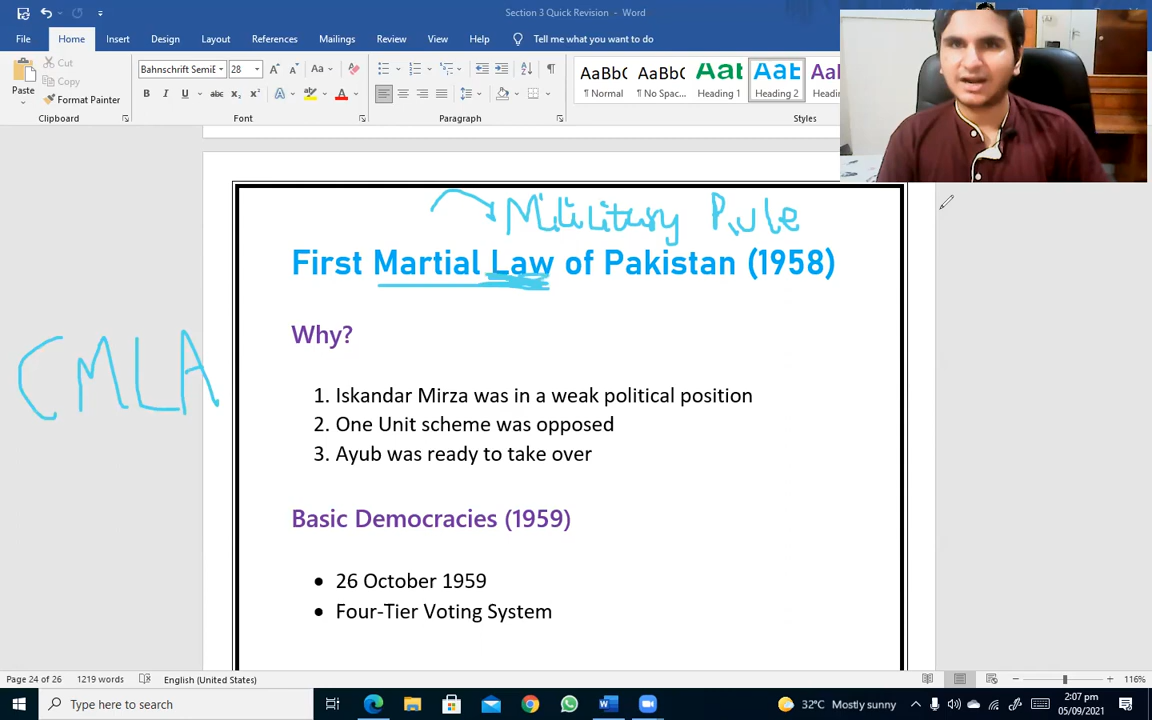 Section 3 Quick Revision - Word
File Home Insert Design Layout References Mailings Review View Help Tell me what you want to do
Cut
Copy
Format Painter
Paste
Bahnschrift SemiE 28
AaBbC AaBbC AaBb AaBb
¶ Normal ¶ No Spac... Heading 1 Heading 2
Clipboard Font Paragraph Styles
Military Rule
First Martial Law of Pakistan (1958)
Why?
CMLA
1. Iskandar Mirza was in a weak political position
2. One Unit scheme was opposed
3. Ayub was ready to take over
Basic Democracies (1959)
• 26 October 1959
• Four-Tier Voting System
Page 24 of 26 1219 words English (United States) 116%
Type here to search 32°C Mostly sunny 2:07 pm
05/09/2021